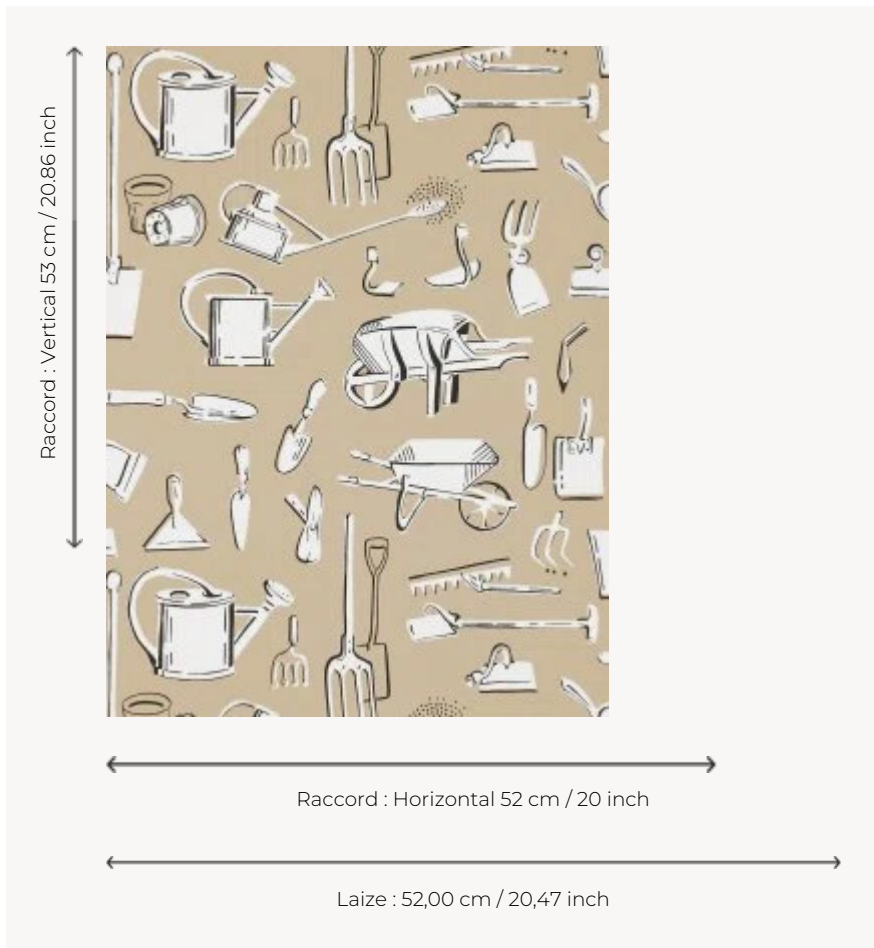 Raccord : Vertical 53 cm / 20.86 inch
Raccord : Horizontal 52 cm / 20 inch
Laize : 52,00 cm / 20,47 inch